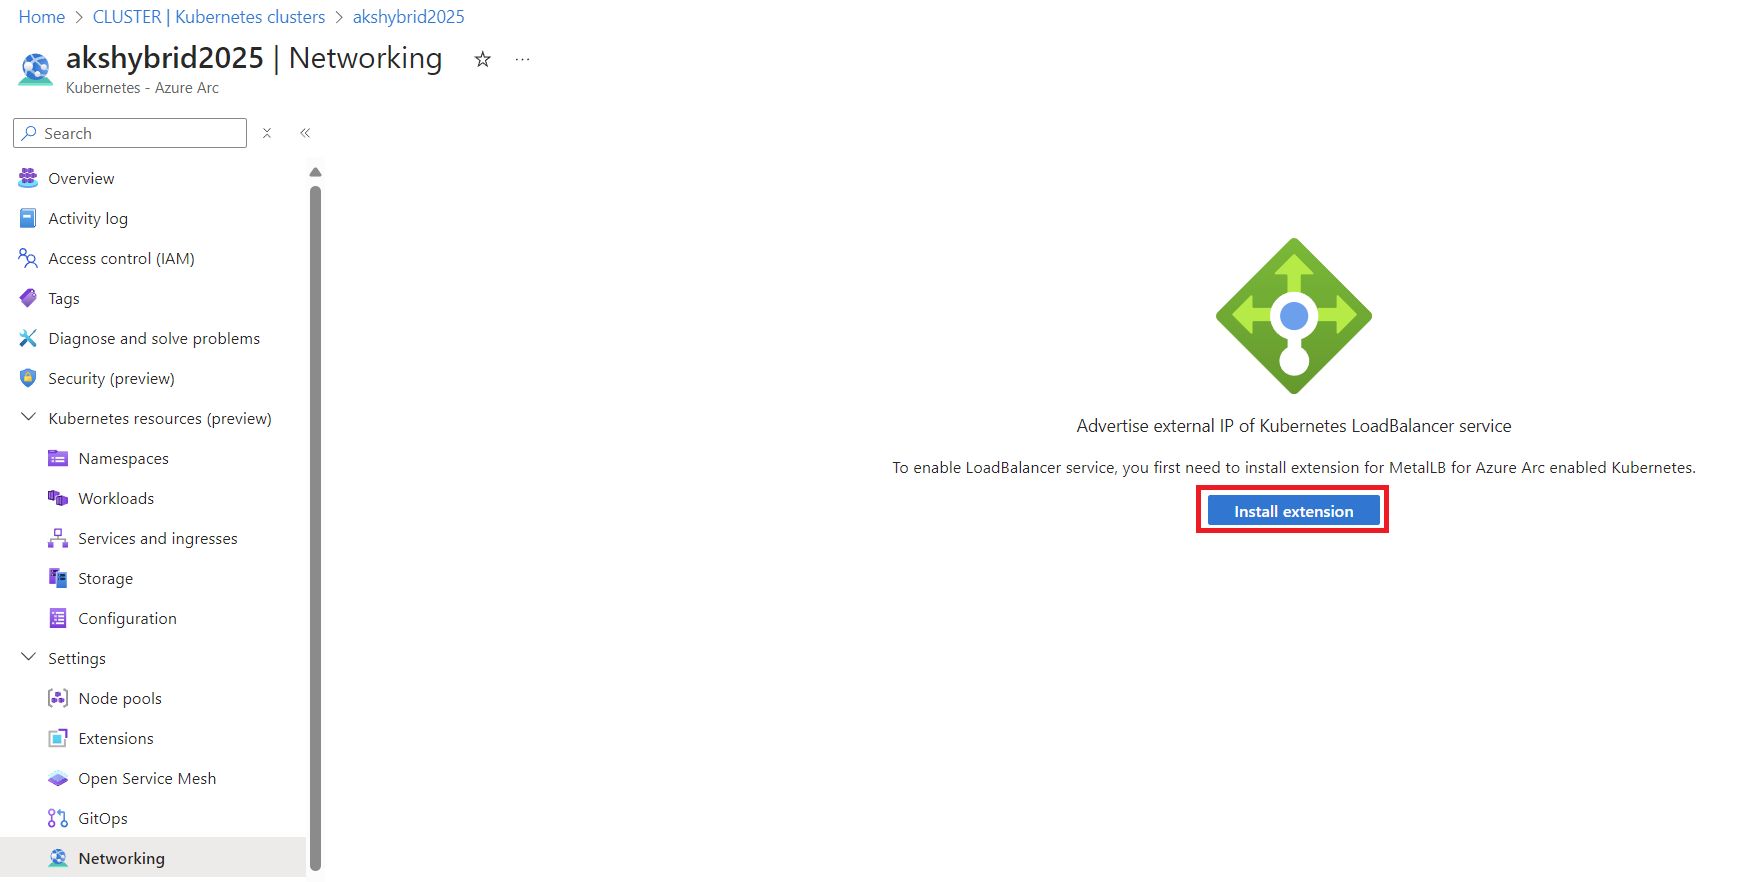 Home > CLUSTER | Kubernetes clusters > akshybrid2025
akshybrid2025 | Networking
Kubernetes - Azure Arc
Search
Overview
Activity log
Access control (IAM)
Tags
Diagnose and solve problems
Security (preview)
Kubernetes resources (preview)
Namespaces
Workloads
Services and ingresses
Storage
Configuration
Settings
Node pools
Extensions
Open Service Mesh
GitOps
Networking
Advertise external IP of Kubernetes LoadBalancer service
To enable LoadBalancer service, you first need to install extension for MetalLB for Azure Arc enabled Kubernetes.
Install extension